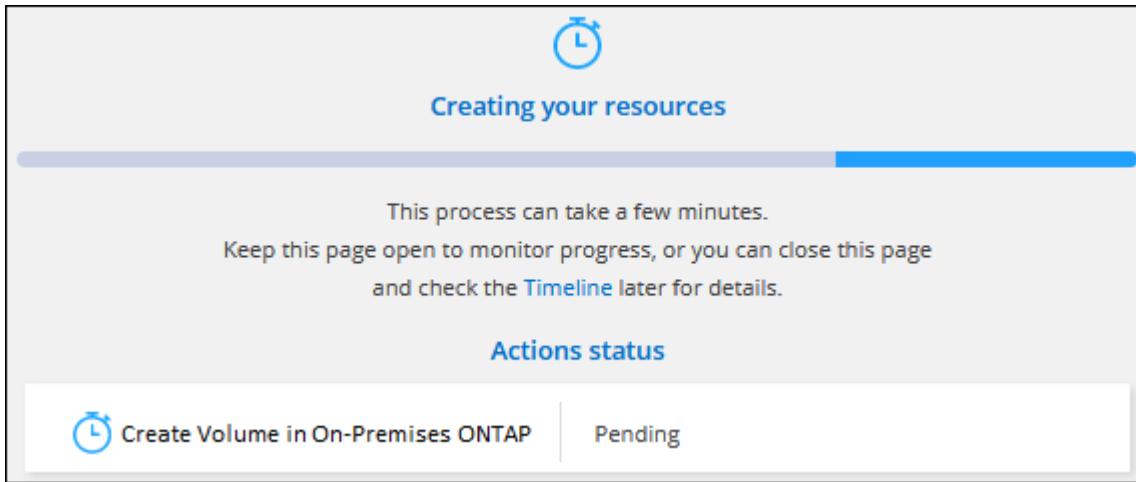 Creating your resources
This process can take a few minutes.
Keep this page open to monitor progress, or you can close this page
and check the Timeline later for details.
Actions status
Create Volume in On-Premises ONTAP
Pending